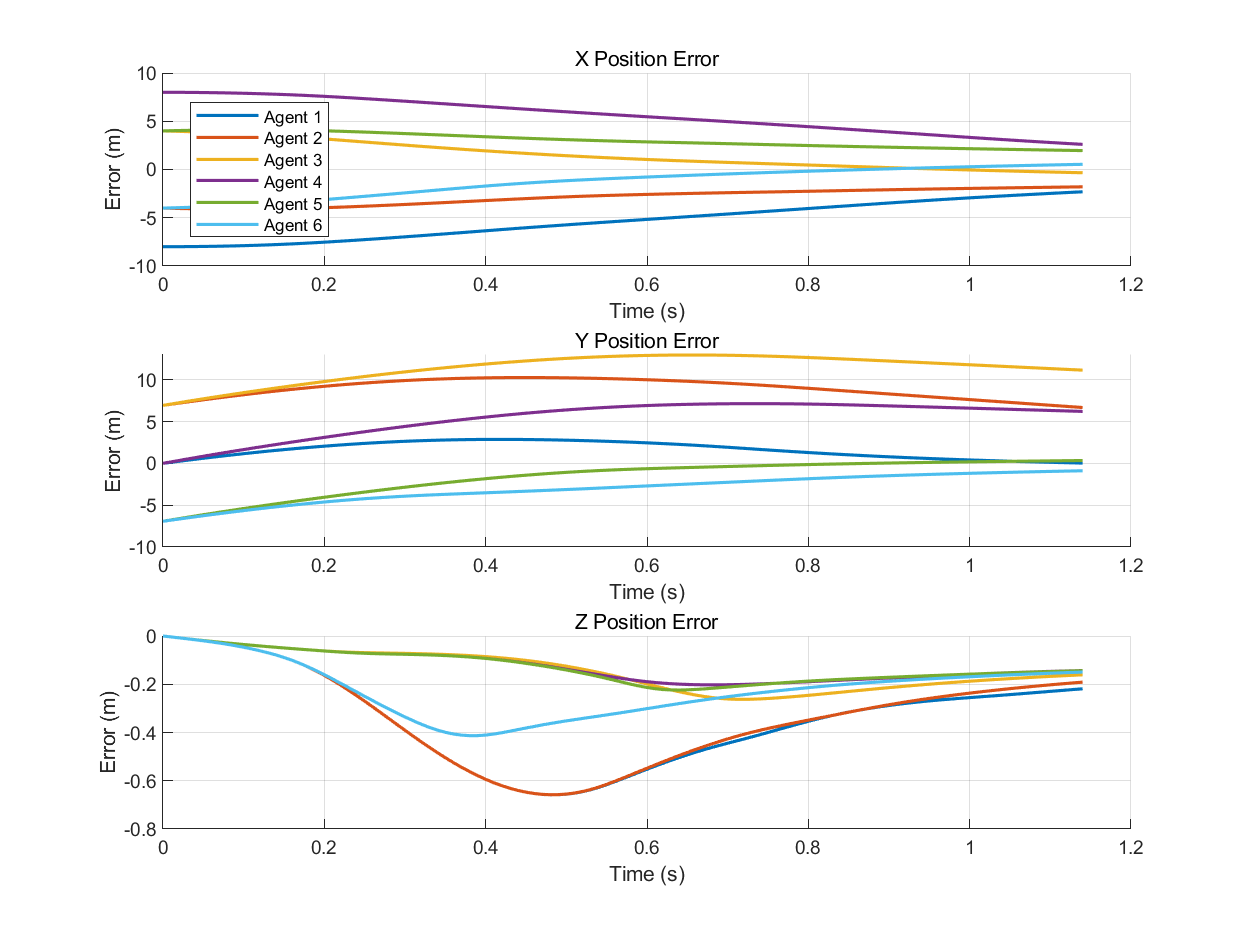 X Position Error
10
5
0
-5
-10
Error (m)
Agent 1
Agent 2
Agent 3
Agent 4
Agent 5
Agent 6
0 0.2 0.4 0.6 0.8 1 1.2
Time (s)
Y Position Error
10
5
0
-5
-10
Error (m)
0 0.2 0.4 0.6 0.8 1 1.2
Time (s)
Z Position Error
0
-0.2
-0.4
-0.6
-0.8
Error (m)
0 0.2 0.4 0.6 0.8 1 1.2
Time (s)